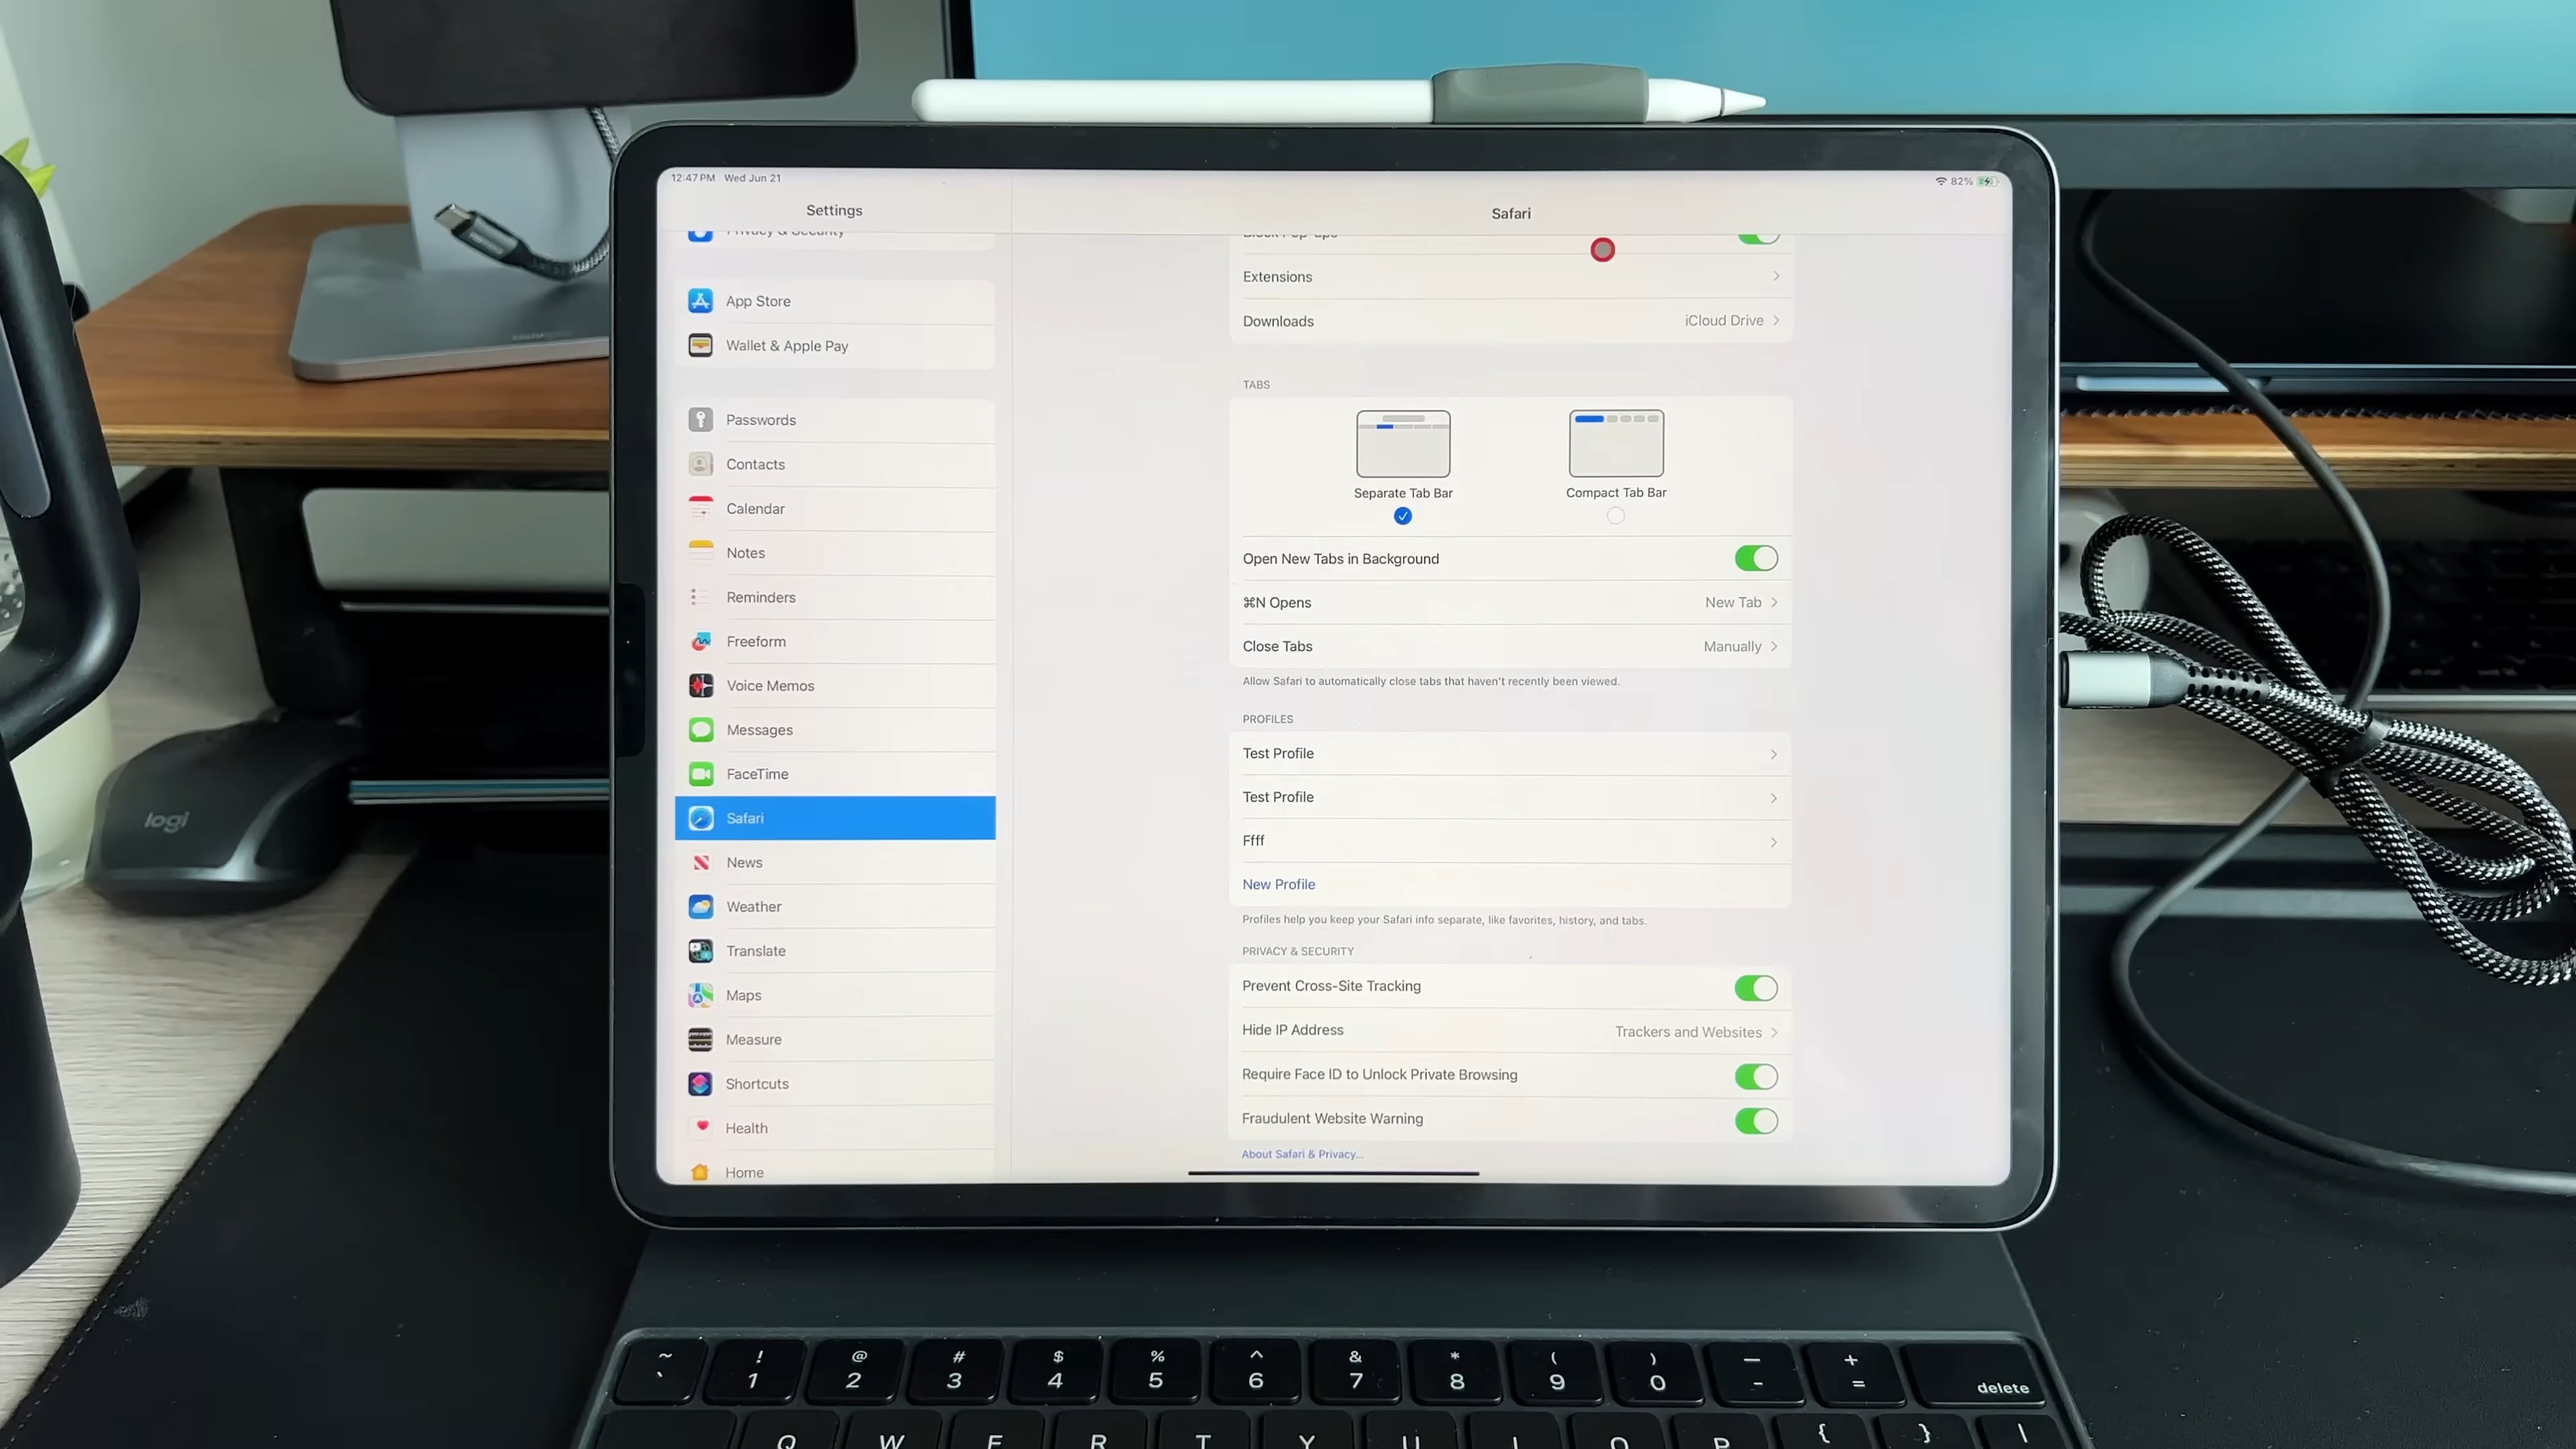 12:47 PM Wed Jun 21
82%
Settings
Privacy & Security
App Store
Wallet & Apple Pay
Passwords
Contacts
Calendar
Notes
Reminders
Freeform
Voice Memos
Messages
FaceTime
Safari
News
Weather
Translate
Maps
Measure
Shortcuts
Health
Home
Safari
Block Pop-ups
Extensions
Downloads iCloud Drive
TABS
Separate Tab Bar Compact Tab Bar
Open New Tabs in Background
⌘N Opens New Tab
Close Tabs Manually
Allow Safari to automatically close tabs that haven't recently been viewed.
PROFILES
Test Profile
Test Profile
Ffff
New Profile
Profiles help you keep your Safari info separate, like favorites, history, and tabs.
PRIVACY & SECURITY
Prevent Cross-Site Tracking
Hide IP Address Trackers and Websites
Require Face ID to Unlock Private Browsing
Fraudulent Website Warning
About Safari & Privacy...
logi
~ ! @ # $ % ^ & * ( ) — +
` 1 2 3 4 5 6 7 8 9 0 - = delete
Q W E R T Y U I O P { } |